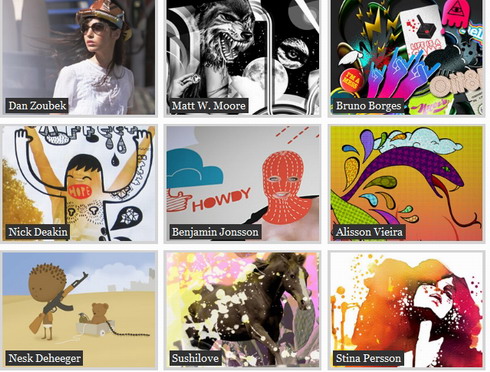 Dan Zoubek
Matt W. Moore
Bruno Borges
HOWDY
Nick Deakin
Benjamin Jonsson
Alisson Vieira
Nesk Deheeger
Sushilove
Stina Persson